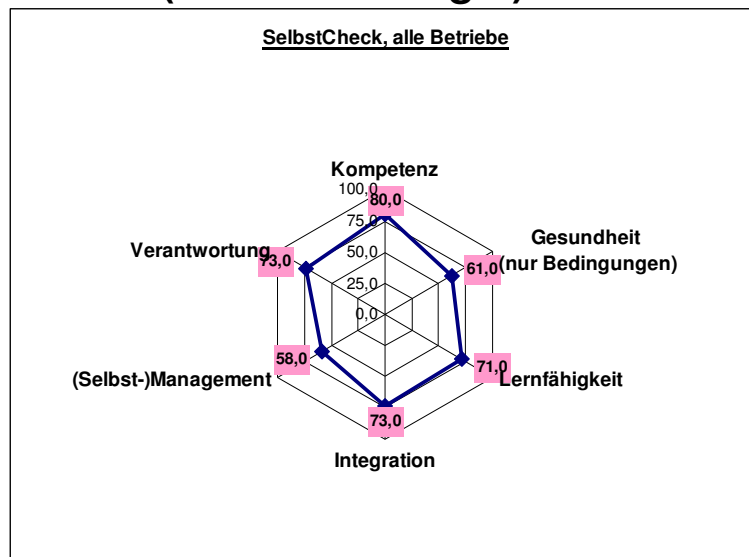 SelbstCheck, alle Betriebe
Kompetenz
100,0
80,0
75,0
50,0
25,0
0,0
Gesundheit
(nur Bedingungen)
61,0
Verantwortung
73,0
58,0
(Selbst-)Management
71,0
Lernfähigkeit
73,0
Integration